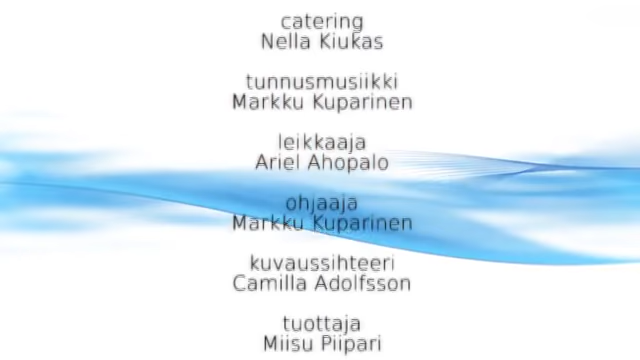 catering
Nella Kiukas
tunnusmusiikki
Markku Kuparinen
leikkaaja
Ariel Ahopalo
ohjaaja
Markku Kuparinen
kuvaussihteeri
Camilla Adolfsson
tuottaja
Miisu Piipari